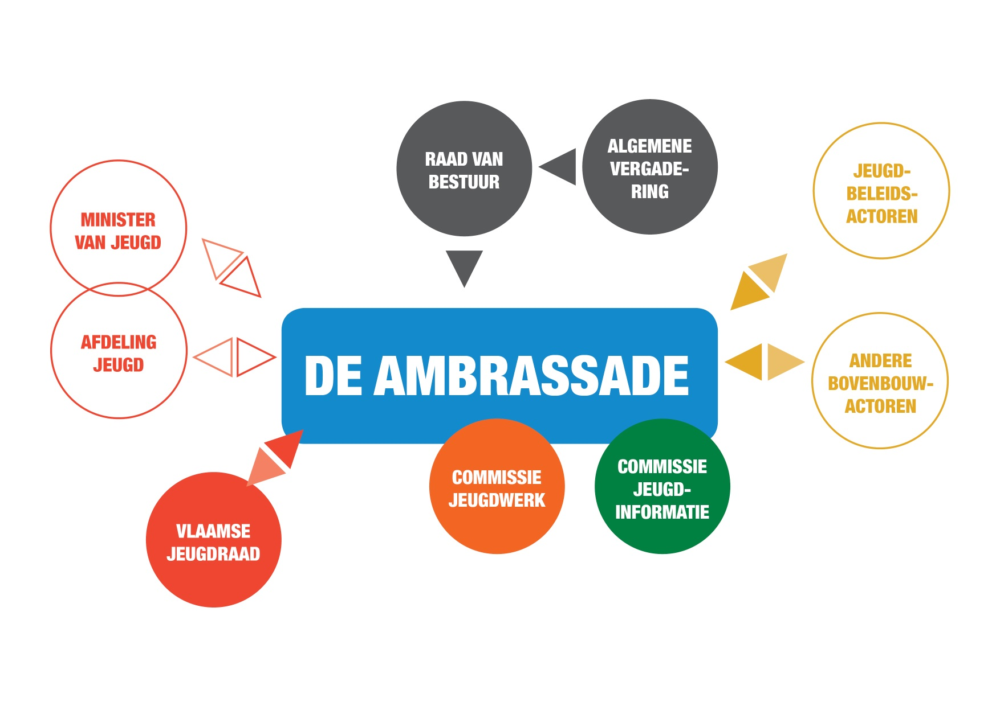 RAAD VAN
BESTUUR
ALGEMENE
VERGADE-
RING
JEUGD-
BELEIDS-
ACTOREN
MINISTER
VAN JEUGD
AFDELING
JEUGD
DE AMBRASSADE
ANDERE
BOVENBOUW-
ACTOREN
VLAAMSE
JEUGDRAAD
COMMISSIE
JEUGDWERK
COMMISSIE
JEUGD-
INFORMATIE